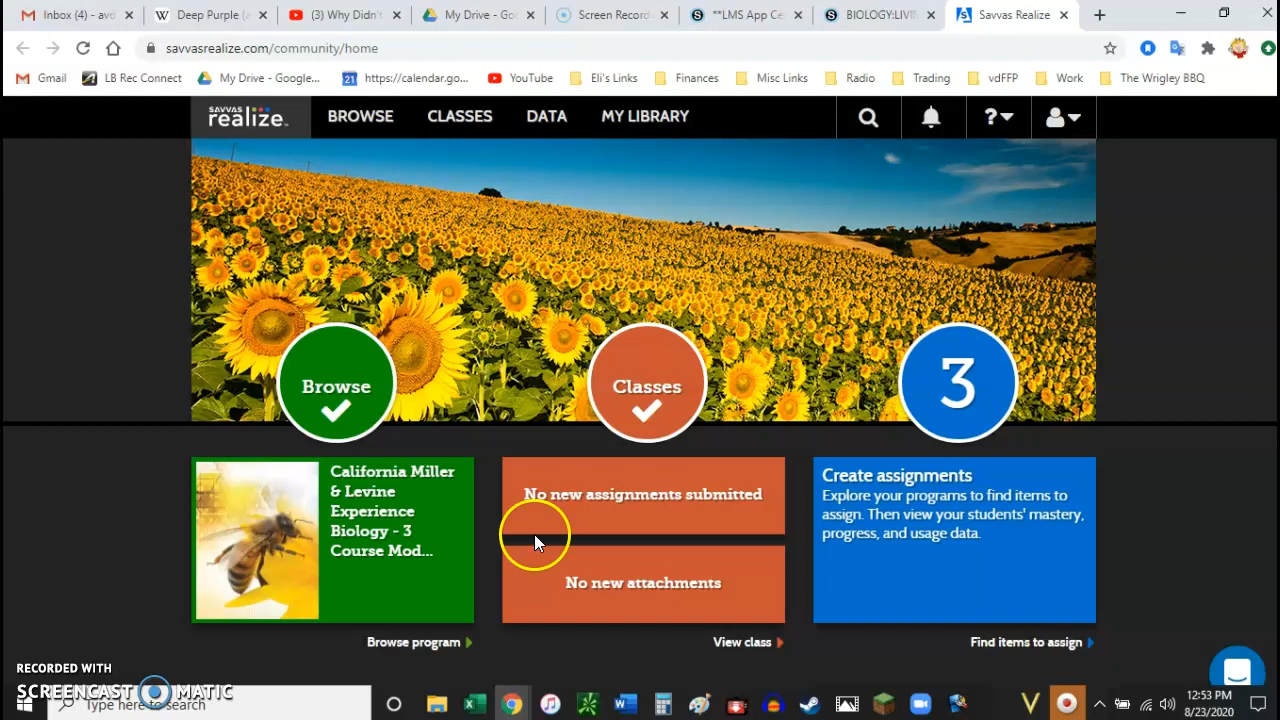 Inbox (4) - avd
Deep Purple (a
(3) Why Didn'
My Drive - Goo
Screen Record
**LMS App Ce
BIOLOGY:LIVIN
Savvas Realize
savvasrealize.com/community/home
Gmail
LB Rec Connect
My Drive - Google...
https://calendar.go...
YouTube
Eli's Links
Finances
Misc Links
Radio
Trading
vdFFP
Work
The Wrigley BBQ
SAVVAS
realize™
BROWSE
CLASSES
DATA
MY LIBRARY
?
Browse
Classes
3
California Miller
& Levine
Experience
Biology - 3
Course Mod...
No new assignments submitted
No new attachments
Create assignments
Explore your programs to find items to
assign. Then view your students' mastery,
progress, and usage data.
Browse program
View class
Find items to assign
RECORDED WITH
SCREENCAST MATIC
Type here to search
12:53 PM
8/23/2020